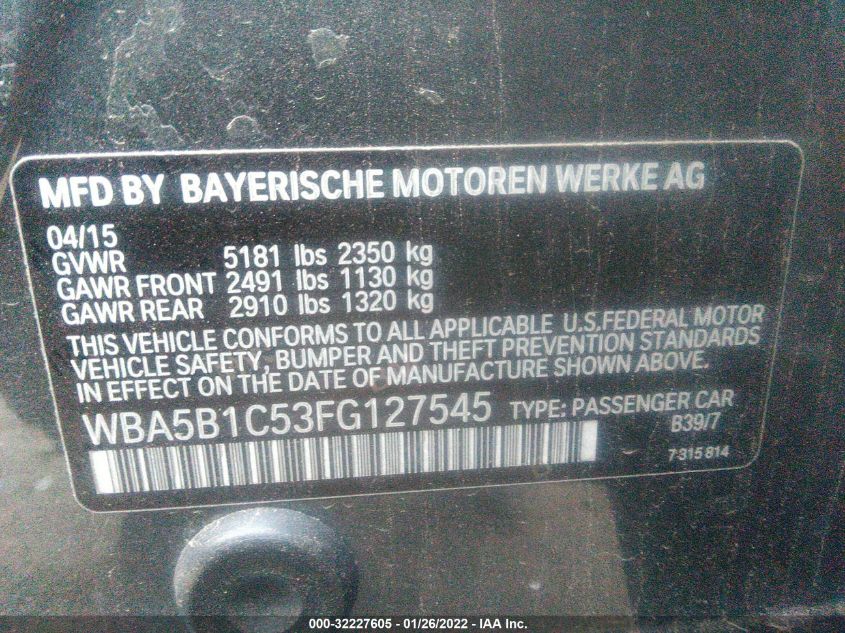 MFD BY BAYERISCHE MOTOREN WERKE AG
04/15
GVWR 5181 lbs 2350 kg
GAWR FRONT 2491 lbs 1130 kg
GAWR REAR 2910 lbs 1320 kg
THIS VEHICLE CONFORMS TO ALL APPLICABLE U.S.FEDERAL MOTOR
VEHICLE SAFETY, BUMPER AND THEFT PREVENTION STANDARDS
IN EFFECT ON THE DATE OF MANUFACTURE SHOWN ABOVE.
WBA5B1C53FG127545 TYPE: PASSENGER CAR
B39/7
7 315 814
000-32227605 - 01/26/2022 - IAA Inc.